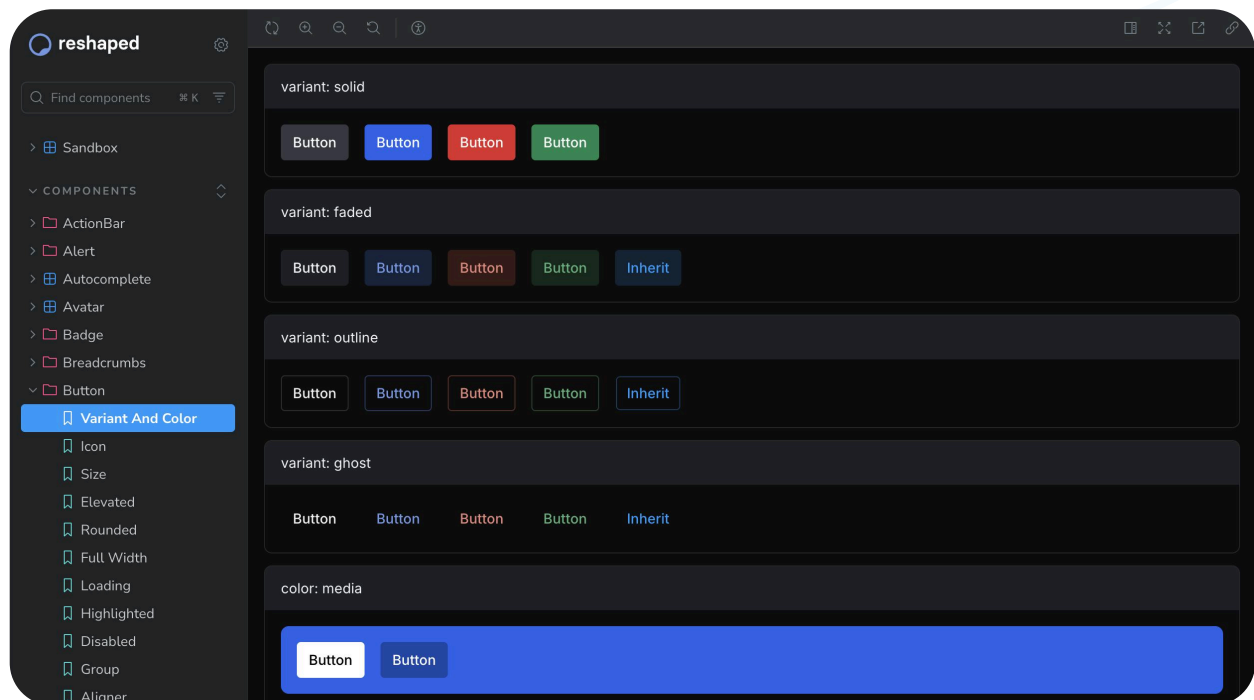 reshaped
Find components ⌘ K
Sandbox
COMPONENTS
ActionBar
Alert
Autocomplete
Avatar
Badge
Breadcrumbs
Button
Variant And Color
Icon
Size
Elevated
Rounded
Full Width
Loading
Highlighted
Disabled
Group
Aligner
variant: solid
Button Button Button Button
variant: faded
Button Button Button Button Inherit
variant: outline
Button Button Button Button Inherit
variant: ghost
Button Button Button Button Inherit
color: media
Button Button